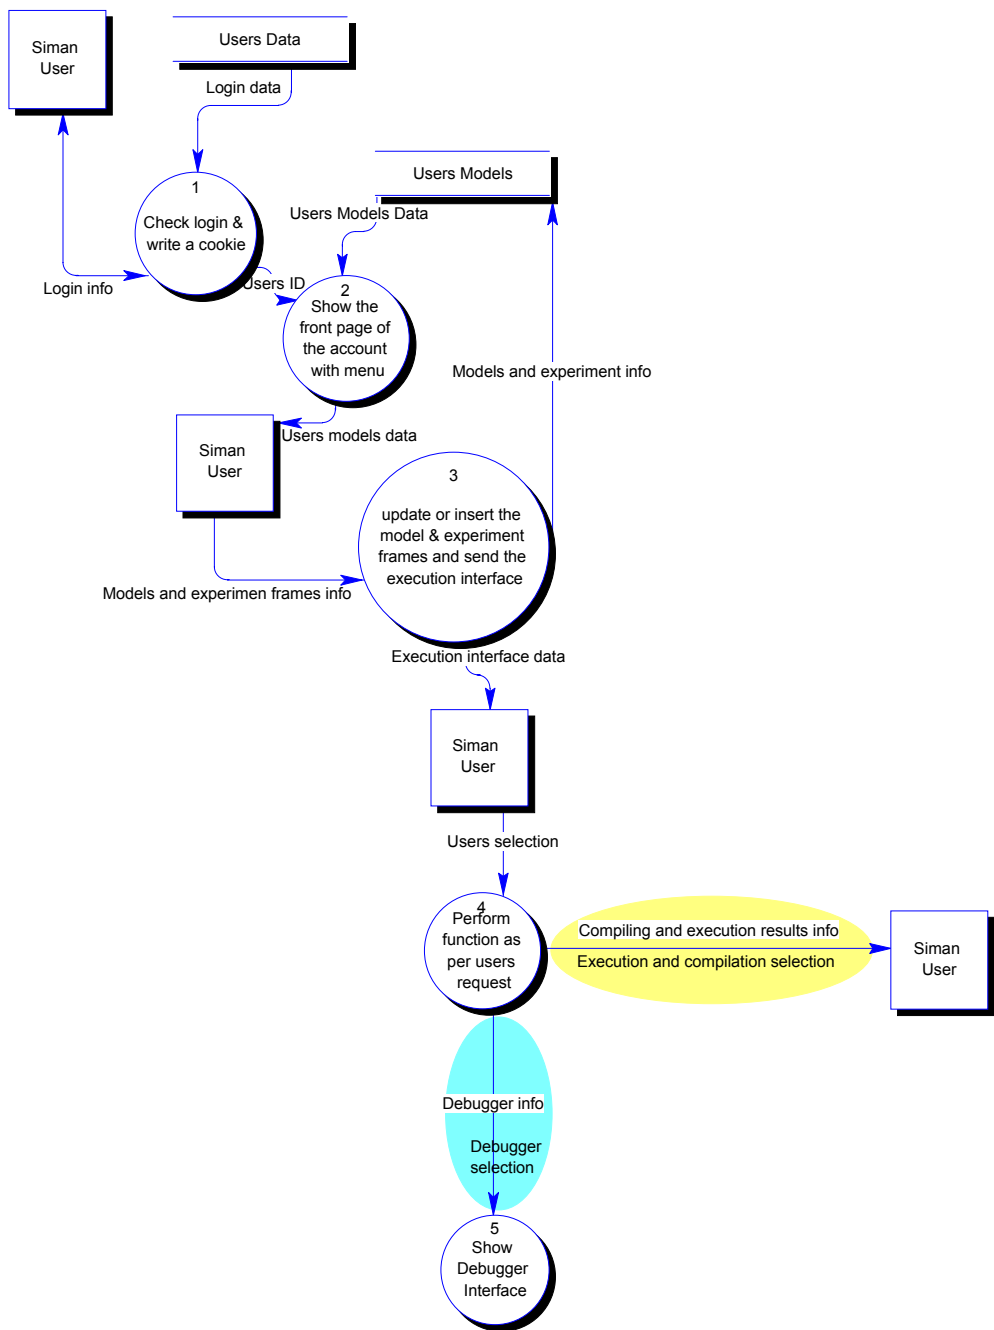 Siman
User
Users Data
Login data
Users Models
1
Check login &
write a cookie
Users Models Data
Login info
Users ID
2
Show the
front page of
the account
with menu
Models and experiment info
Users models data
Siman
User
3
update or insert the
model & experiment
frames and send the
execution interface
Models and experimen frames info
Execution interface data
Siman
User
Users selection
4
Perform
function as
per users
request
Compiling and execution results info
Execution and compilation selection
Siman
User
Debugger info
Debugger
selection
5
Show
Debugger
Interface